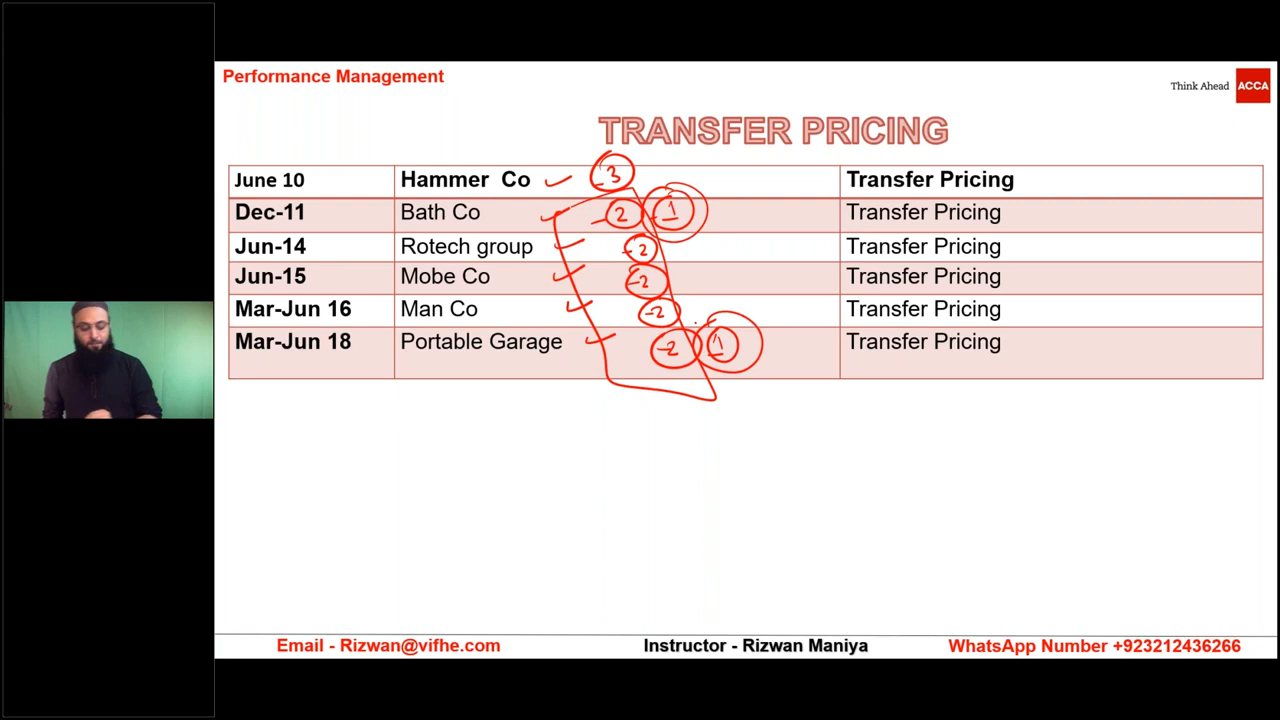 Performance Management
Think Ahead ACCA
TRANSFER PRICING
June 10 Hammer Co 3 Transfer Pricing
Dec-11 Bath Co 2 1 Transfer Pricing
Jun-14 Rotech group 2 Transfer Pricing
Jun-15 Mobe Co 2 Transfer Pricing
Mar-Jun 16 Man Co 2 Transfer Pricing
Mar-Jun 18 Portable Garage 2 1 Transfer Pricing
Email - Rizwan@vifhe.com Instructor - Rizwan Maniya WhatsApp Number +923212436266